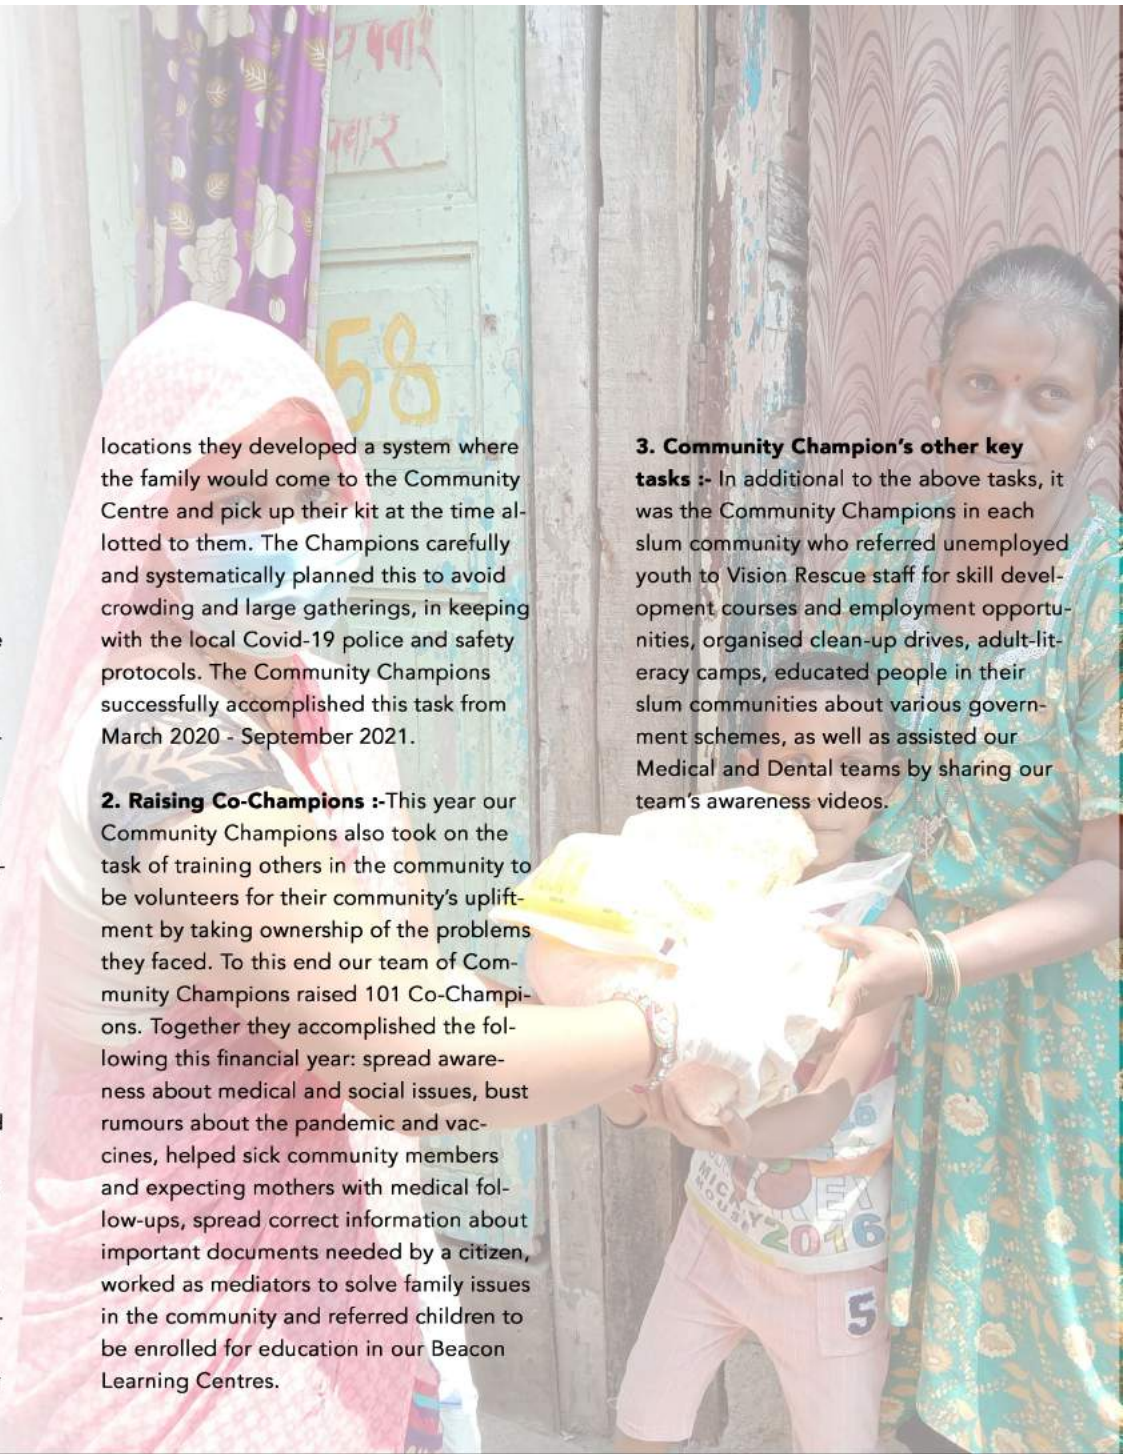 पवार
पवार
58
locations they developed a system where
the family would come to the Community
Centre and pick up their kit at the time al-
lotted to them. The Champions carefully
and systematically planned this to avoid
crowding and large gatherings, in keeping
with the local Covid-19 police and safety
protocols. The Community Champions
successfully accomplished this task from
March 2020 - September 2021.
2. Raising Co-Champions :-This year our
Community Champions also took on the
task of training others in the community to
be volunteers for their community's uplift-
ment by taking ownership of the problems
they faced. To this end our team of Com-
munity Champions raised 101 Co-Champi-
ons. Together they accomplished the fol-
lowing this financial year: spread aware-
ness about medical and social issues, bust
rumours about the pandemic and vac-
cines, helped sick community members
and expecting mothers with medical fol-
low-ups, spread correct information about
important documents needed by a citizen,
worked as mediators to solve family issues
in the community and referred children to
be enrolled for education in our Beacon
Learning Centres.
3. Community Champion's other key
tasks :- In additional to the above tasks, it
was the Community Champions in each
slum community who referred unemployed
youth to Vision Rescue staff for skill devel-
opment courses and employment opportu-
nities, organised clean-up drives, adult-lit-
eracy camps, educated people in their
slum communities about various govern-
ment schemes, as well as assisted our
Medical and Dental teams by sharing our
team's awareness videos.
2016
5